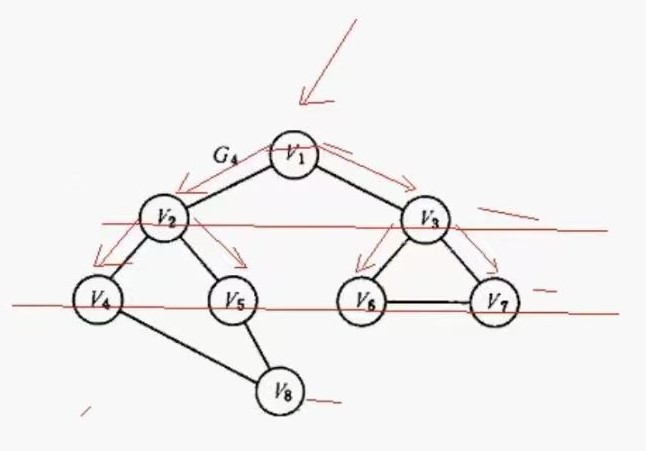 G₄
V₁
V₂ V₃
V₄ V₅ V₆ V₇
V₈